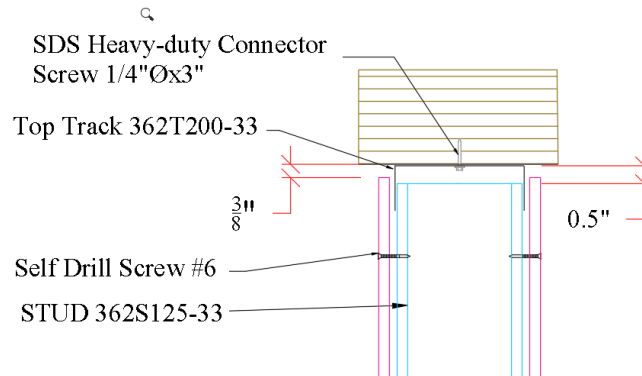 SDS Heavy-duty Connector
Screw 1/4"Øx3"
Top Track 362T200-33
3/8"
0.5"
Self Drill Screw #6
STUD 362S125-33